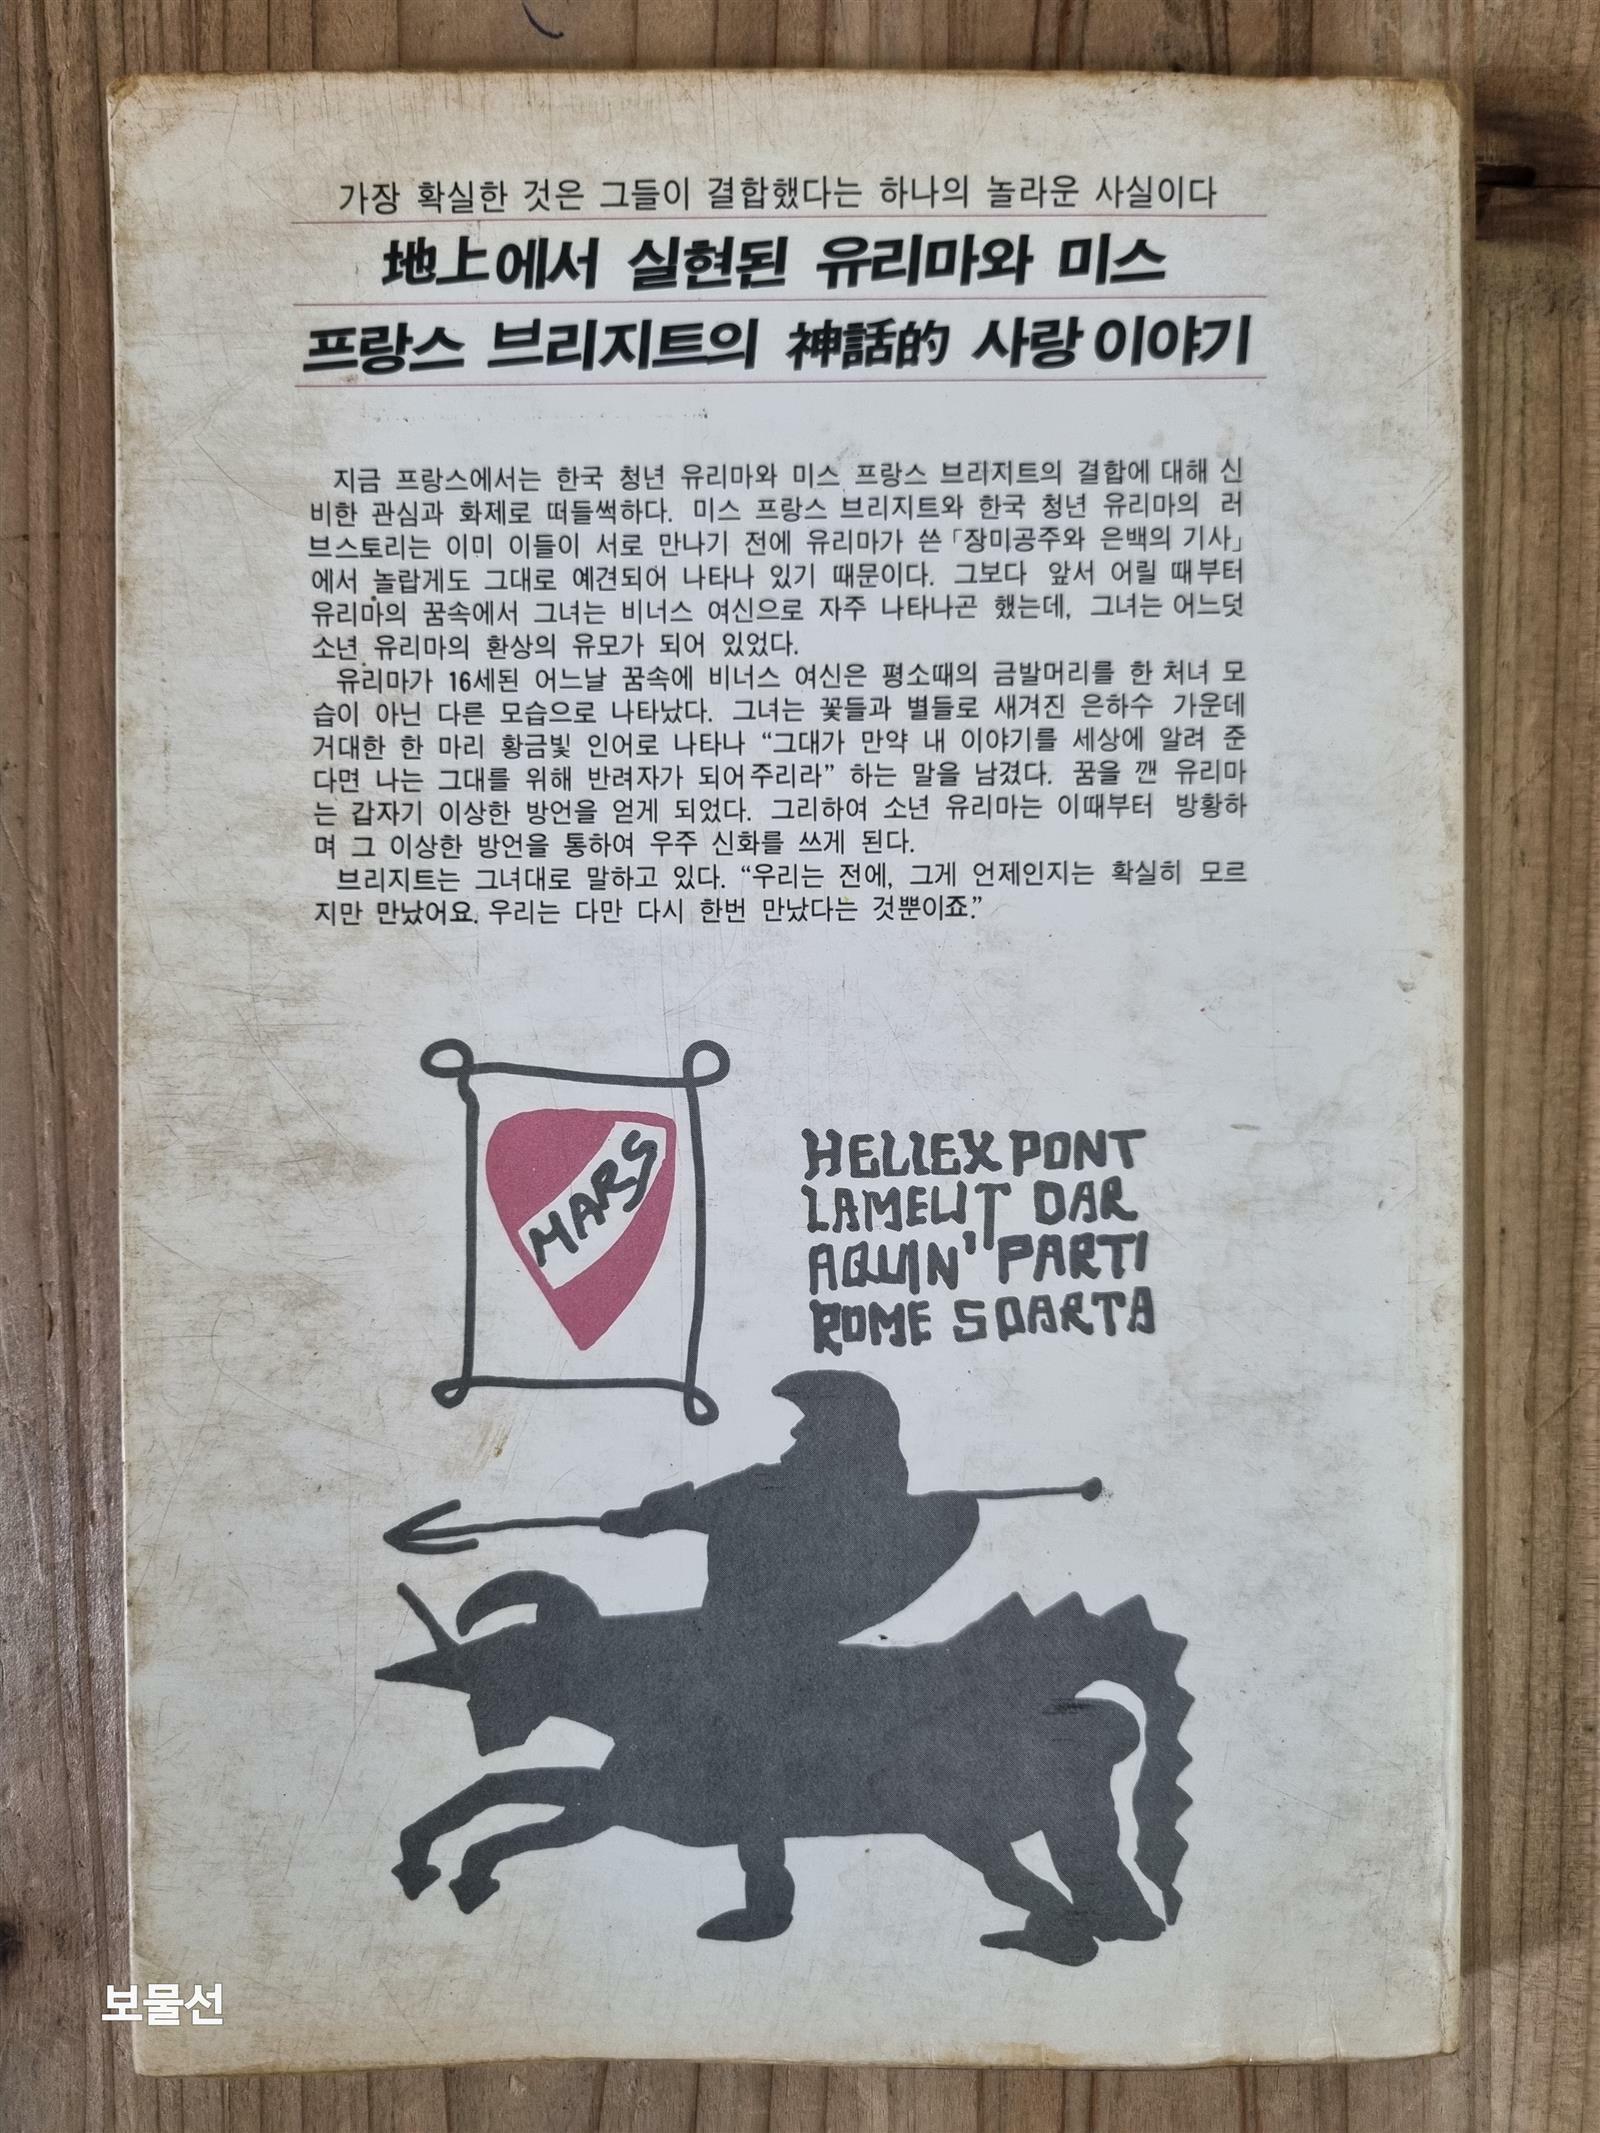 가장 확실한 것은 그들이 결합했다는 하나의 놀라운 사실이다
地上에서 실현된 유리마와 미스
프랑스 브리지트의 神話的 사랑 이야기
지금 프랑스에서는 한국 청년 유리마와 미스 프랑스 브리지트의 결합에 대해 신
비한 관심과 화제로 떠들썩하다. 미스 프랑스 브리지트와 한국 청년 유리마의 러
브스토리는 이미 이들이 서로 만나기 전에 유리마가 쓴 「장미공주와 은백의 기사」
에서 놀랍게도 그대로 예견되어 나타나 있기 때문이다. 그보다 앞서 어릴 때부터
유리마의 꿈속에서 그녀는 비너스 여신으로 자주 나타나곤 했는데, 그녀는 어느덧
소년 유리마의 환상의 유모가 되어 있었다.
유리마가 16세된 어느날 꿈속에 비너스 여신은 평소때의 금발머리를 한 처녀 모
습이 아닌 다른 모습으로 나타났다. 그녀는 꽃들과 별들로 새겨진 은하수 가운데
거대한 한 마리 황금빛 인어로 나타나 “그대가 만약 내 이야기를 세상에 알려 준
다면 나는 그대를 위해 반려자가 되어주리라” 하는 말을 남겼다. 꿈을 깬 유리마
는 갑자기 이상한 방언을 얻게 되었다. 그리하여 소년 유리마는 이때부터 방황하
며 그 이상한 방언을 통하여 우주 신화를 쓰게 된다.
브리지트는 그녀대로 말하고 있다. “우리는 전에, 그게 언제인지는 확실히 모르
지만 만났어요. 우리는 다만 다시 한번 만났다는 것뿐이죠.”
MARS
HELLEX PONT
LAMELIT DAR
AQUIN' PARTI
ROME SOARTA
보물선